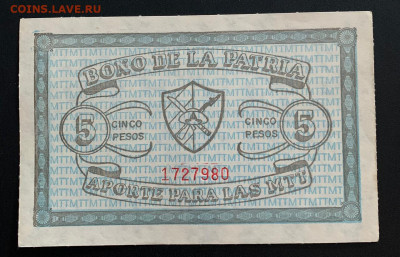 COINS.LAVE.RU
BONO DE LA PATRIA
5 CINCO PESOS CINCO PESOS 5
1727980
APORTE PARA LAS MTT